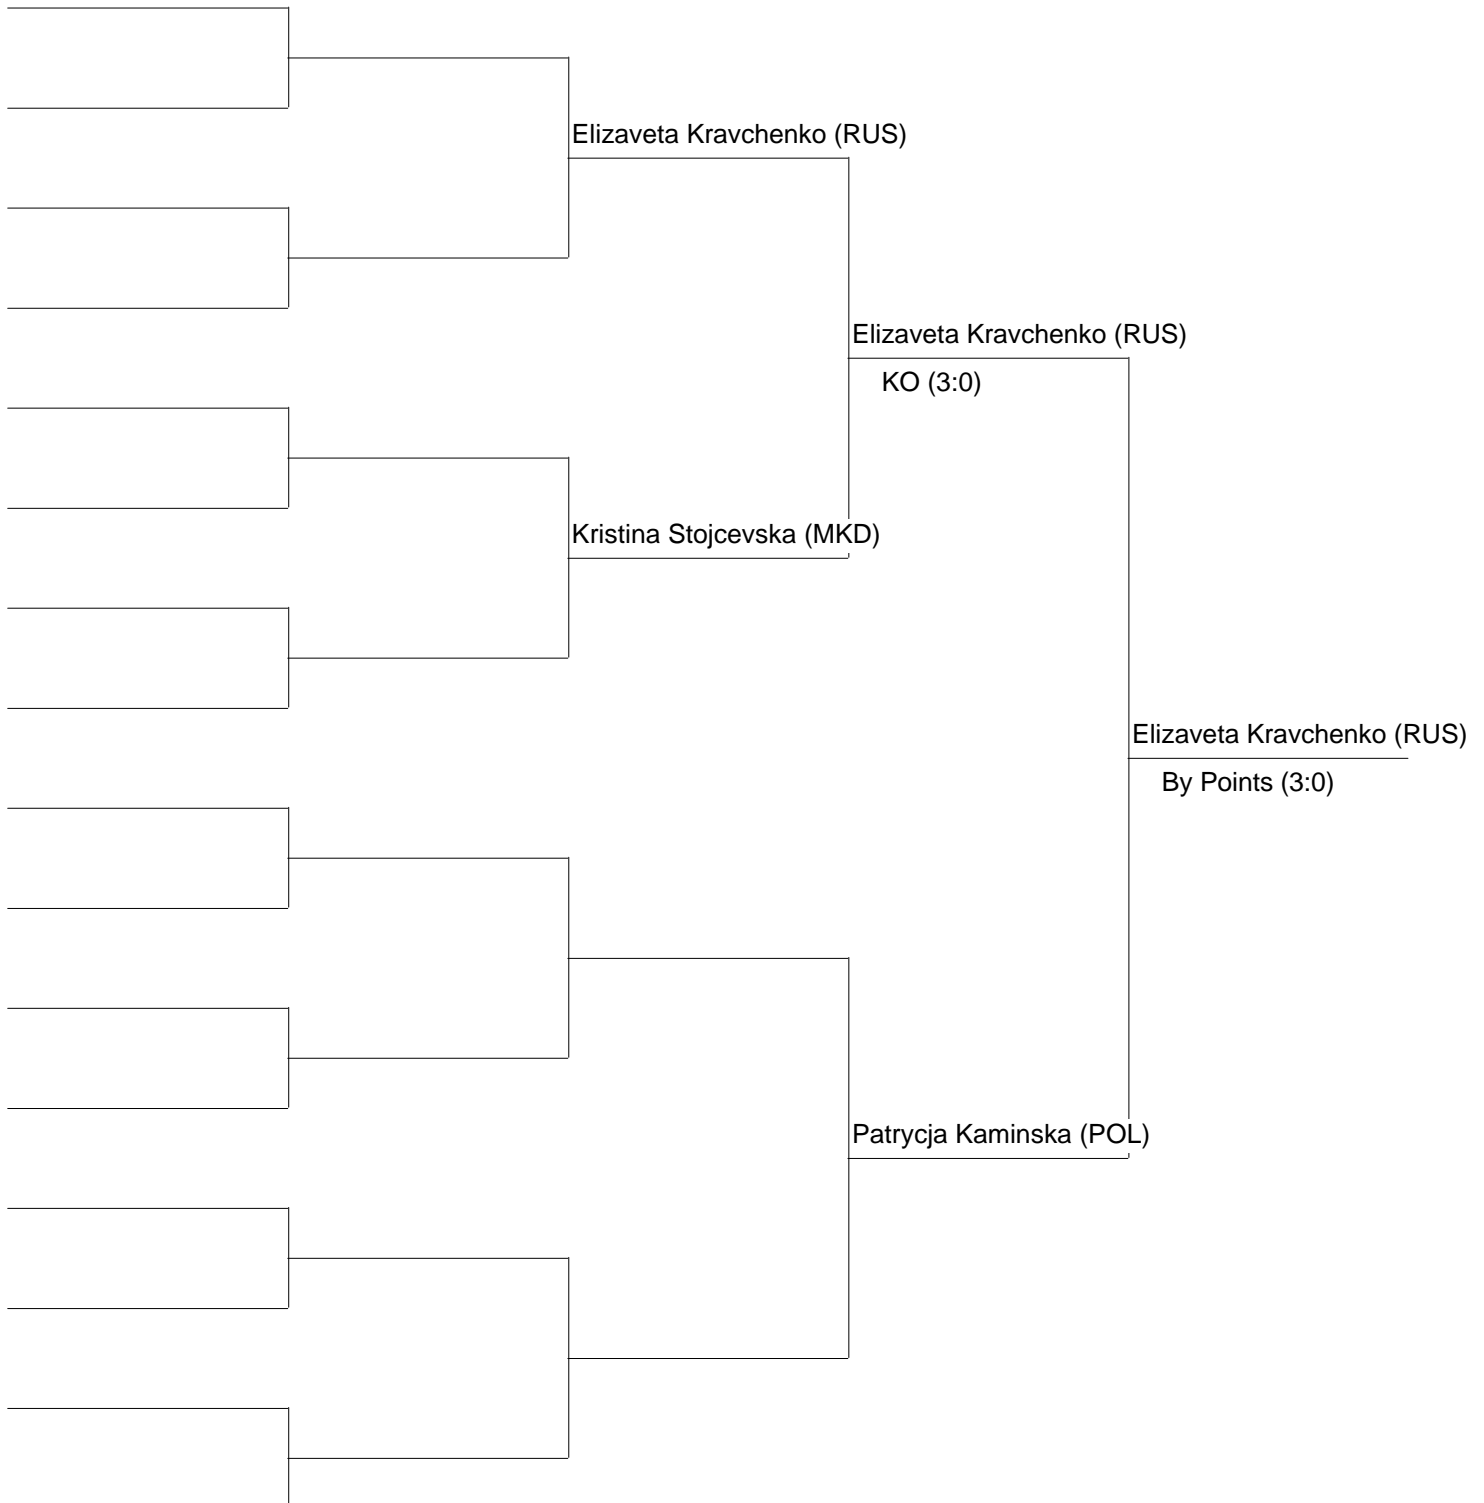 Elizaveta Kravchenko (RUS)
Elizaveta Kravchenko (RUS)
KO (3:0)
Kristina Stojcevska (MKD)
Elizaveta Kravchenko (RUS)
By Points (3:0)
Patrycja Kaminska (POL)